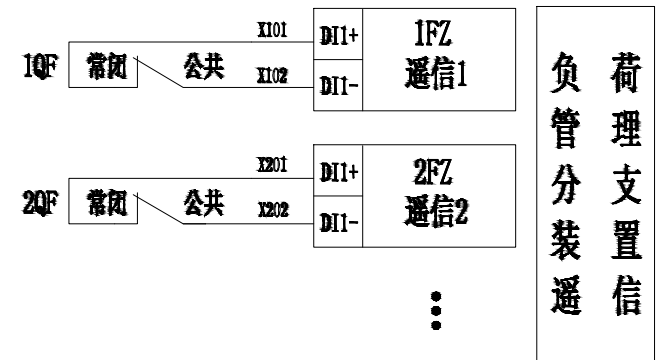 X101
DI1+
1FZ
1QF
常闭
公共
X102
DI1-
遥信1
X201
DI1+
2FZ
2QF
常闭
公共
X202
DI1-
遥信2
负荷
管理
分支
装置
遥信